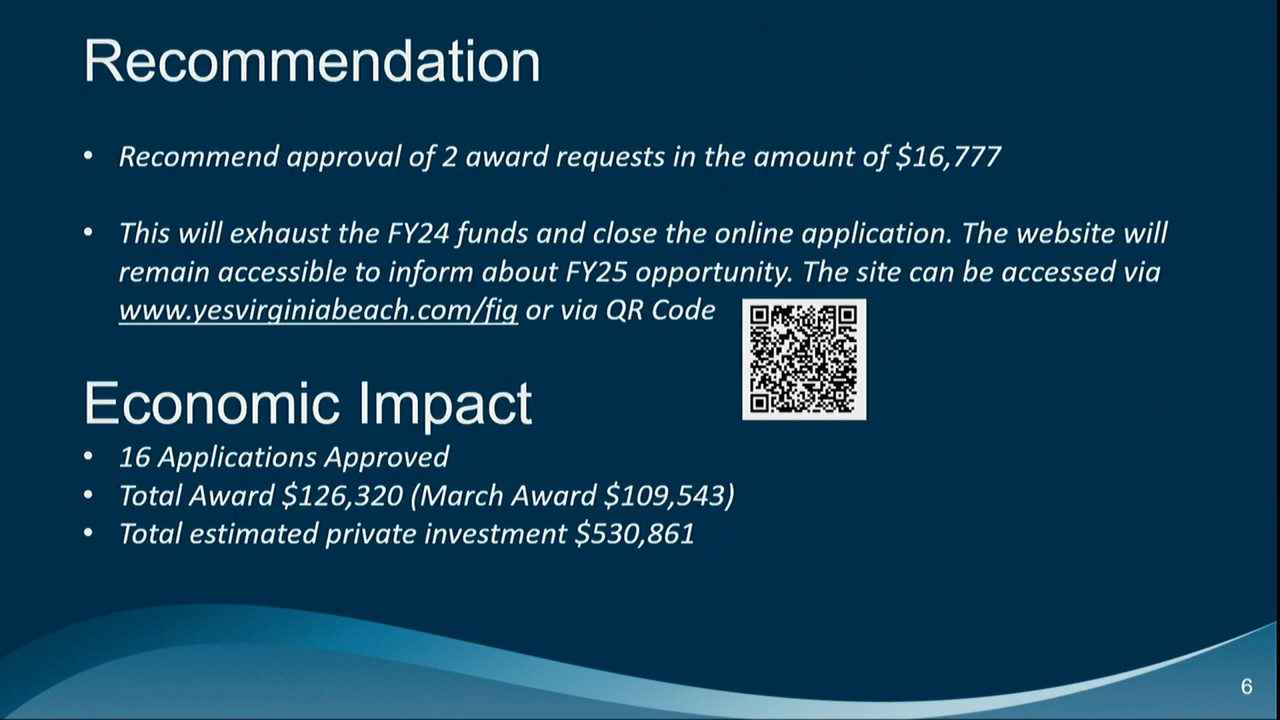 Recommendation
• Recommend approval of 2 award requests in the amount of $16,777
• This will exhaust the FY24 funds and close the online application. The website will
remain accessible to inform about FY25 opportunity. The site can be accessed via
www.yesvirginiabeach.com/fig or via QR Code
Economic Impact
• 16 Applications Approved
• Total Award $126,320 (March Award $109,543)
• Total estimated private investment $530,861
6